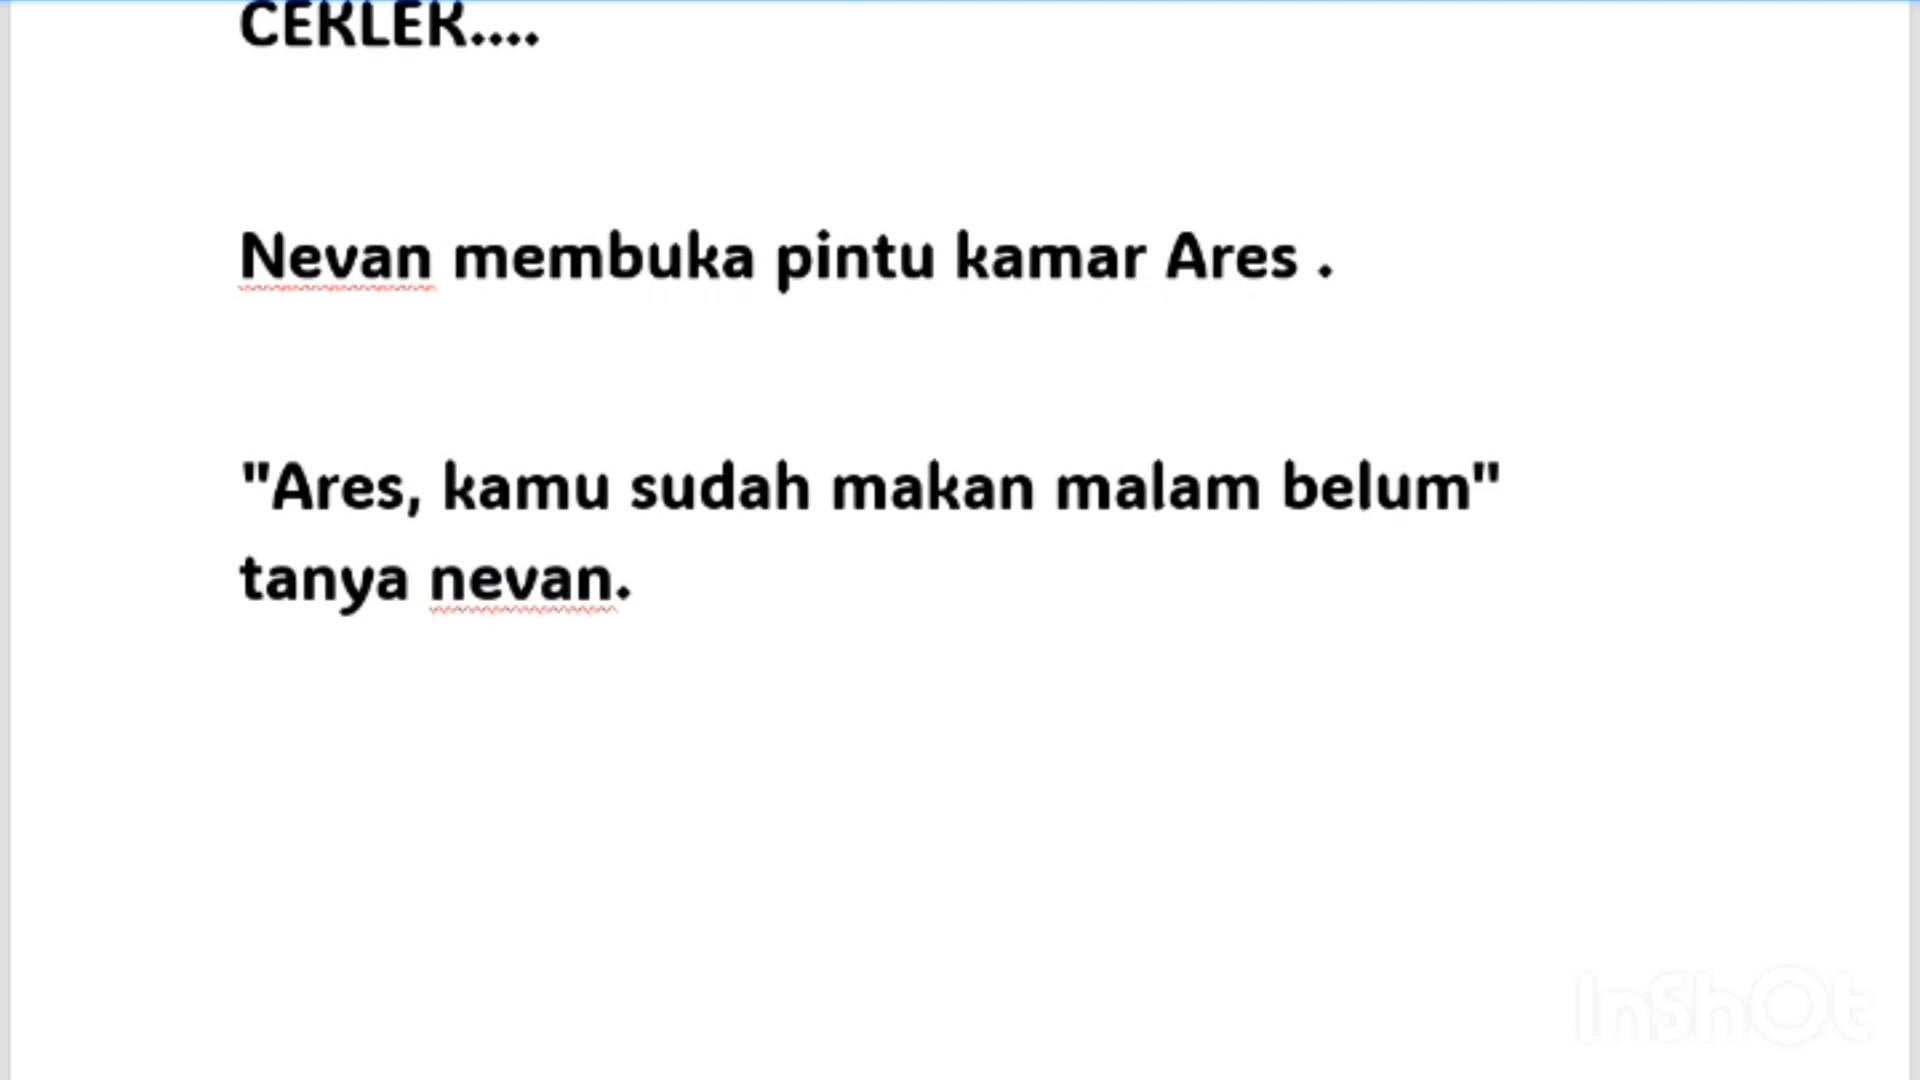 CEKLEK....
Nevan membuka pintu kamar Ares .
"Ares, kamu sudah makan malam belum"
tanya nevan.
InShOt